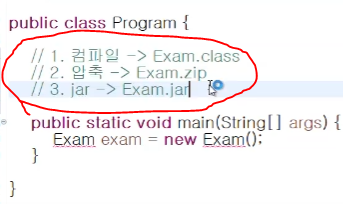 public class Program {
// 1. 컴파일 -> Exam.class
// 2. 압축 -> Exam.zip
// 3. jar -> Exam.jar
public static void main(String[] args) {
Exam exam = new Exam();
}
}